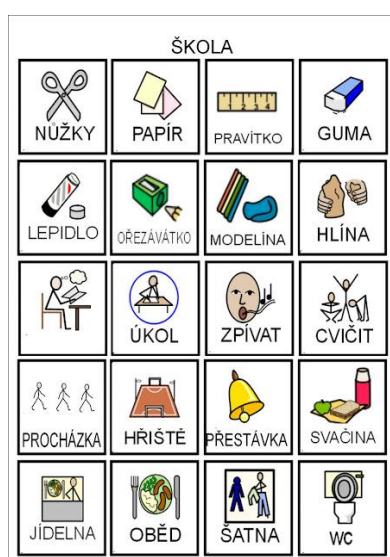 ŠKOLA
NŮŽKY PAPÍR PRAVÍTKO GUMA
LEPIDLO OŘEZÁVÁTKO MODELÍNA HLÍNA
ÚKOL ZPÍVAT CVIČIT
PROCHÁZKA HŘIŠTĚ PŘESTÁVKA SVAČINA
JÍDELNA OBĚD ŠATNA WC